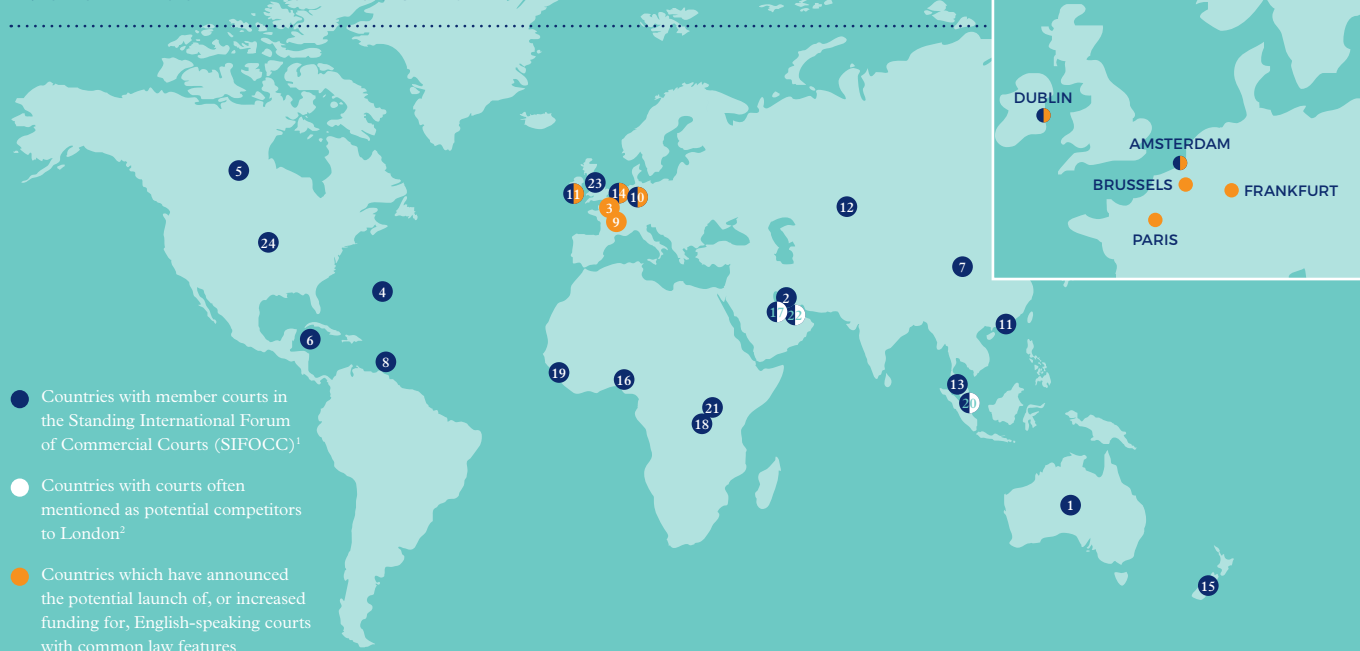 DUBLIN
AMSTERDAM
BRUSSELS
FRANKFURT
PARIS
5
24
4
6
8
11
23
14
10
3
9
12
7
2
17
22
11
19
16
21
18
13
20
1
15
Countries with member courts in
the Standing International Forum
of Commercial Courts (SIFOCC)¹
Countries with courts often
mentioned as potential competitors
to London²
Countries which have announced
the potential launch of, or increased
funding for, English-speaking courts
with common law features